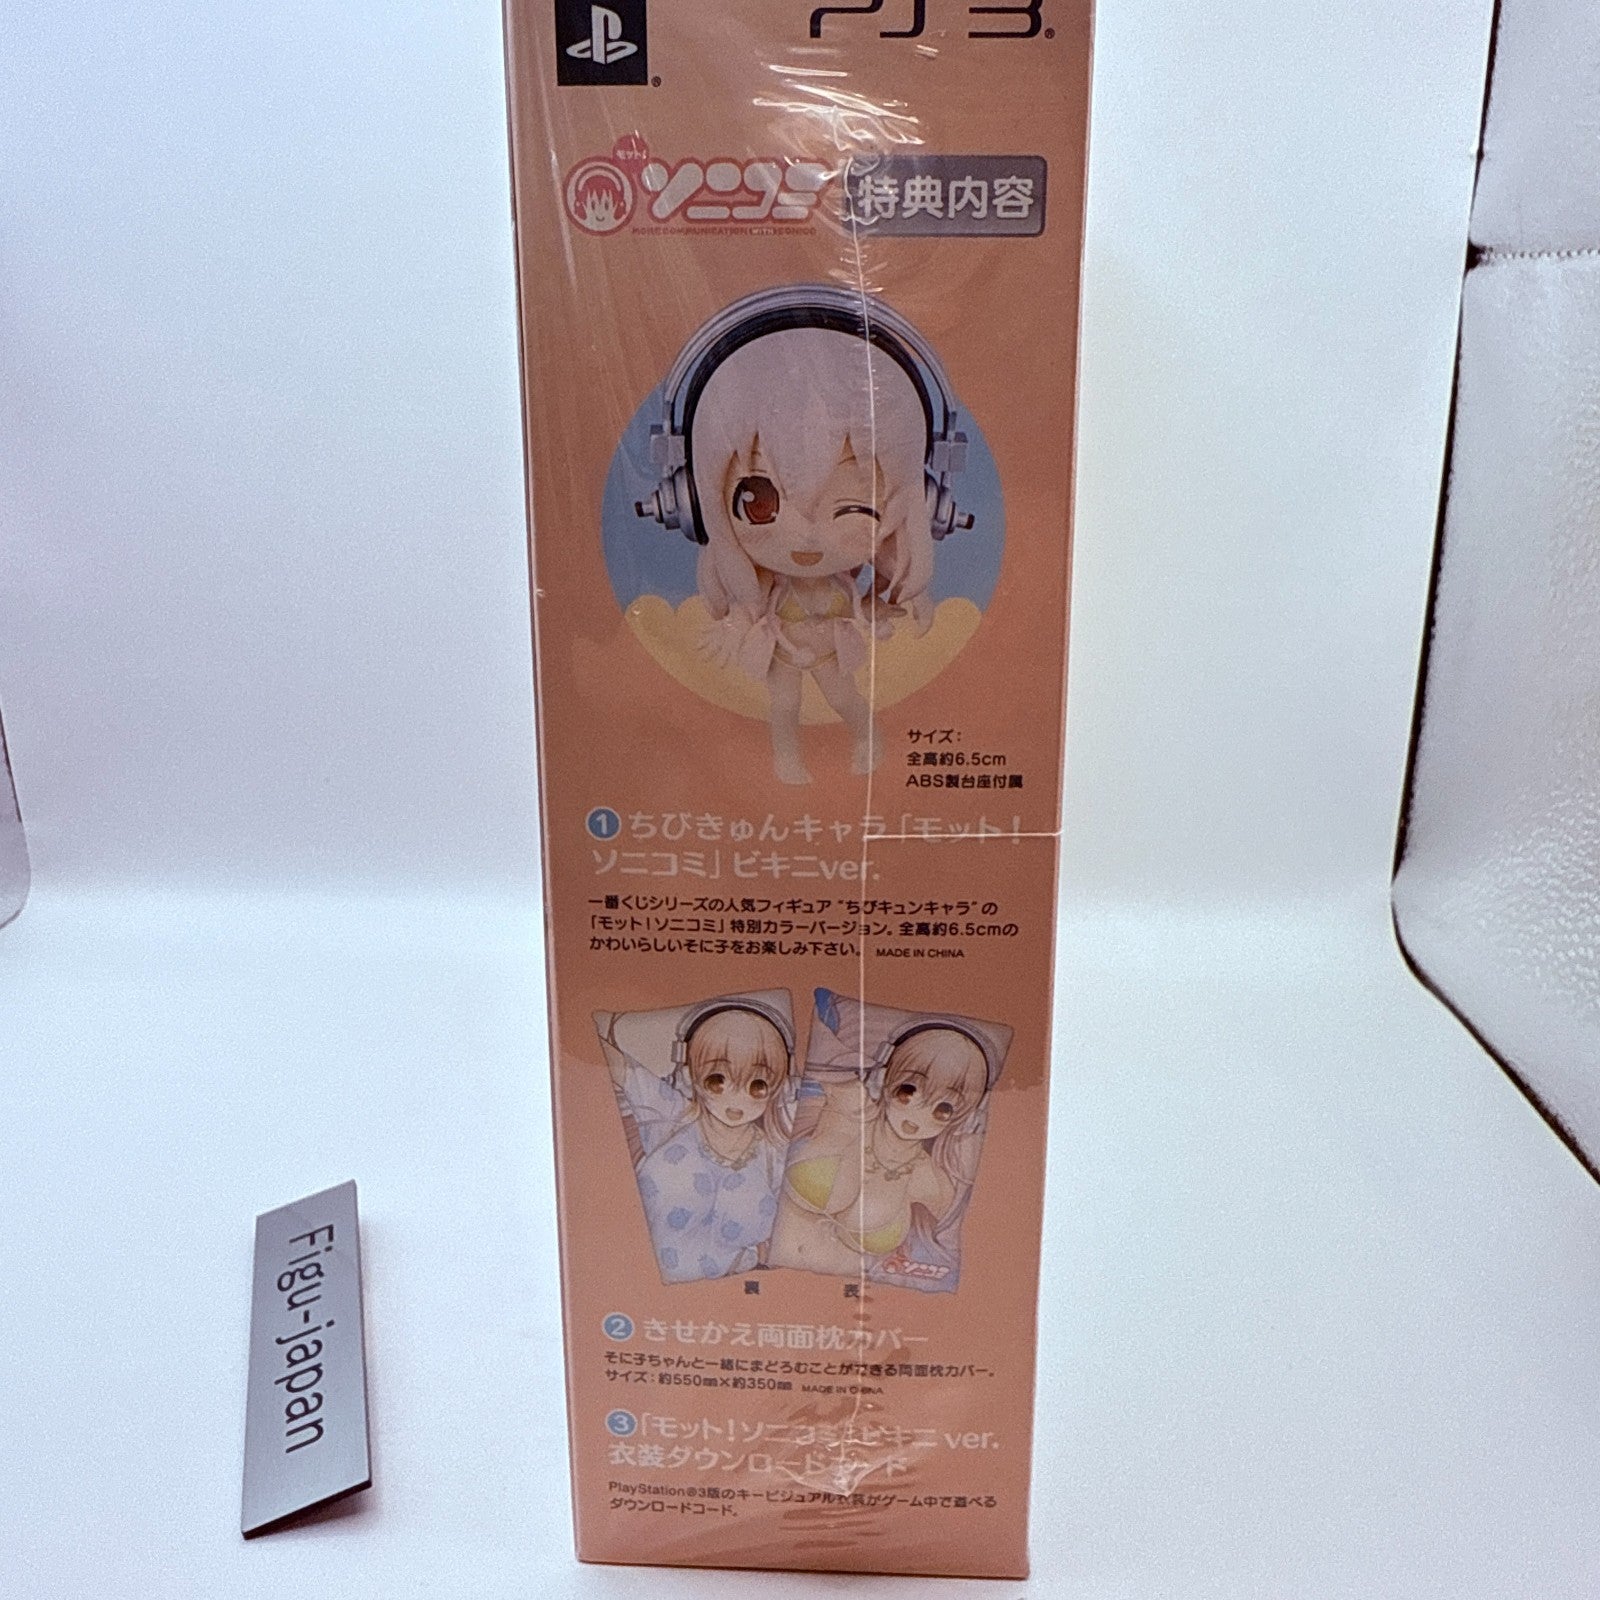 PS3®
®
モット!
ソニコミ
MORE COMMUNICATION WITH SONICO
特典内容
サイズ：
全高約6.5cm
ABS製台座付属
1 ちびきゅんキャラ「モット！
ソニコミ」ビキニver.
一番くじシリーズの人気フィギュア“ちびキュンキャラ”の
「モット！ソニコミ」特別カラーバージョン。全高約6.5cmの
かわいらしいそに子をお楽しみ下さい。 MADE IN CHINA
ソニコミ
裏 表
2 きせかえ両面枕カバー
そに子ちゃんと一緒にまどろむことができる両面枕カバー。
サイズ：約550㎜×約350㎜ MADE IN CHINA
3「モット！ソニコミ」ビキニver.
衣装ダウンロードコード
PlayStation®3版のキービジュアル衣装がゲーム中で遊べる
ダウンロードコード。
Figu-japan